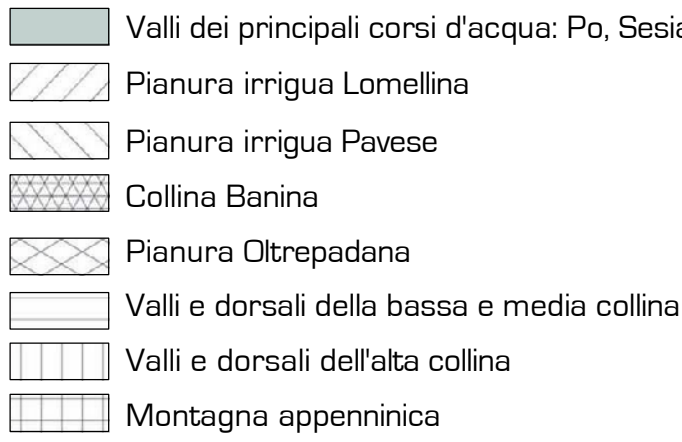 Valli dei principali corsi d'acqua: Po, Sesia
Pianura irrigua Lomellina
Pianura irrigua Pavese
Collina Banina
Pianura Oltrepadana
Valli e dorsali della bassa e media collina
Valli e dorsali dell'alta collina
Montagna appenninica